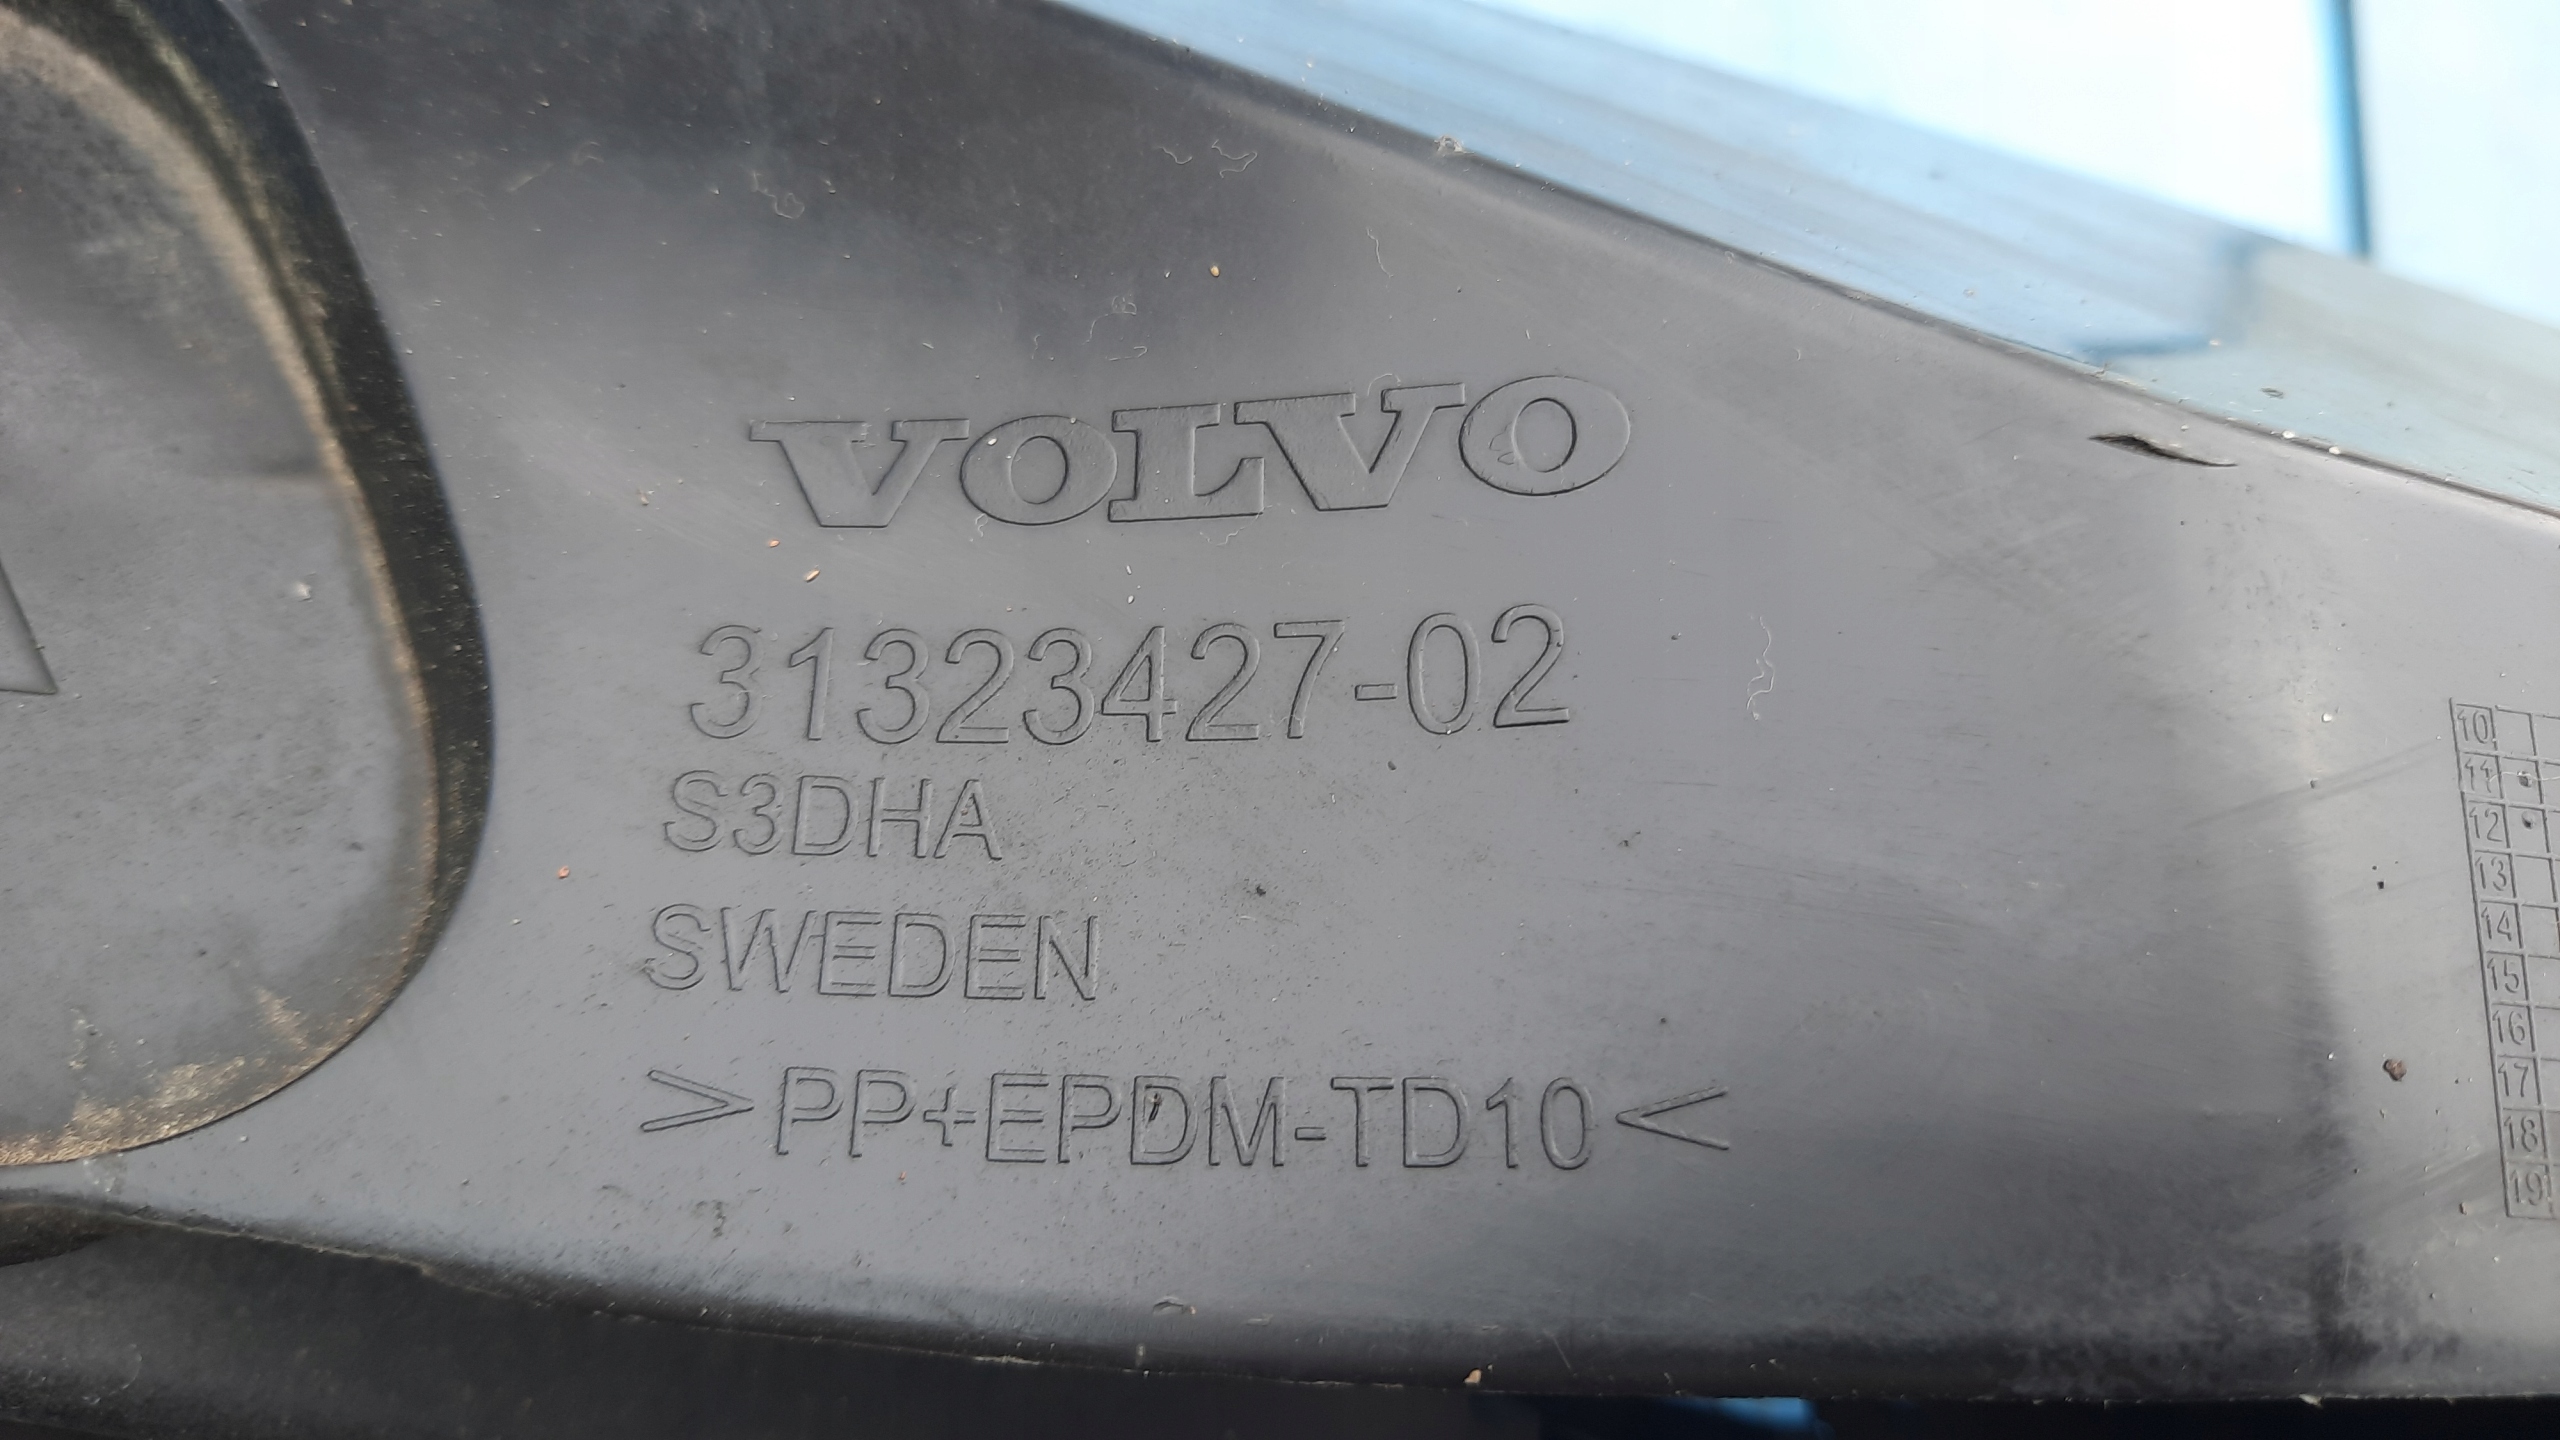 VOLVO
31323427-02
S3DHA
SWEDEN
>PP+EPDM-TD10<
10
11
12
13
14
15
16
17
18
19